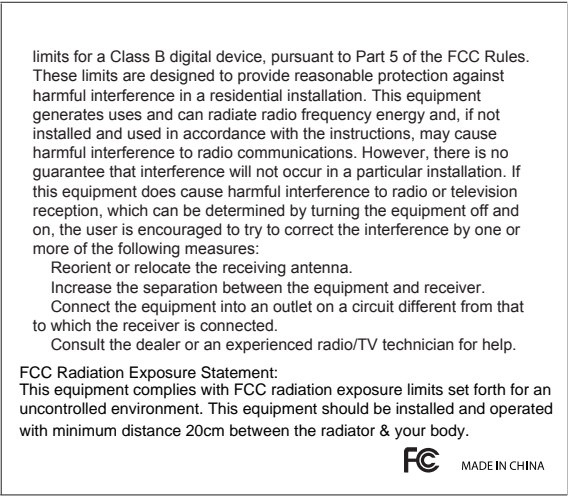 limits for a Class B digital device, pursuant to Part 5 of the FCC Rules.
These limits are designed to provide reasonable protection against
harmful interference in a residential installation. This equipment
generates uses and can radiate radio frequency energy and, if not
installed and used in accordance with the instructions, may cause
harmful interference to radio communications. However, there is no
guarantee that interference will not occur in a particular installation. If
this equipment does cause harmful interference to radio or television
reception, which can be determined by turning the equipment off and
on, the user is encouraged to try to correct the interference by one or
more of the following measures:
Reorient or relocate the receiving antenna.
Increase the separation between the equipment and receiver.
Connect the equipment into an outlet on a circuit different from that
to which the receiver is connected.
Consult the dealer or an experienced radio/TV technician for help.
FCC Radiation Exposure Statement:
This equipment complies with FCC radiation exposure limits set forth for an
uncontrolled environment. This equipment should be installed and operated
with minimum distance 20cm between the radiator & your body.
FC MADE IN CHINA